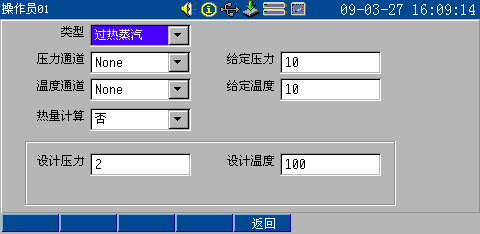 操作员01 09-03-27 16:09:14
类型 过热蒸汽
压力通道 None 给定压力 10
温度通道 None 给定温度 10
热量计算 否
设计压力 2 设计温度 100
返回